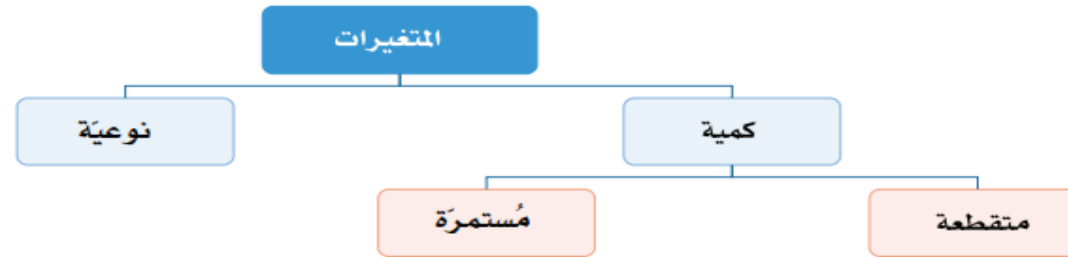 المتغيرات
كمية
نوعيّة
متقطعة
مُستمرّة